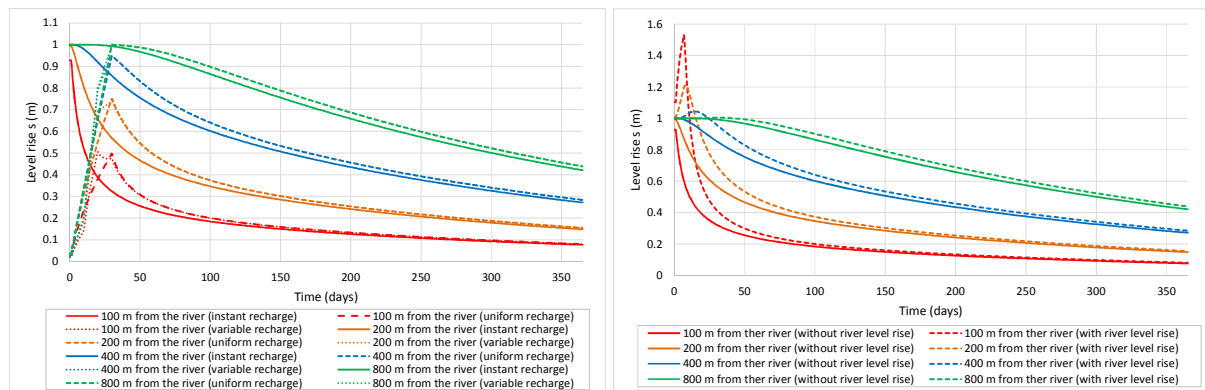 1.1
1
0.9
0.8
0.7
0.6
0.5
0.4
0.3
0.2
0.1
0
Level rise s (m)
0 50 100 150 200 250 300 350
Time (days)
100 m from the river (instant recharge) 100 m from the river (uniform recharge)
100 m from the river (variable recharge) 200 m from the river (instant recharge)
200 m from the river (uniform recharge) 200 m from the river (variable recharge)
400 m from the river (instant recharge) 400 m from the river (uniform recharge)
400 m from the river (variable recharge) 800 m from the river (instant recharge)
800 m from the river (uniform recharge) 800 m from the river (variable recharge)
1.6
1.4
1.2
1
0.8
0.6
0.4
0.2
0
Level rise s (m)
0 50 100 150 200 250 300 350
Time (days)
100 m from ther river (without river level rise) 100 m from the river (with river level rise)
200 m from ther river (without river level rise) 200 m from ther river (with river level rise)
400 m from ther river (without river level rise) 400 m from ther river (with river level rise)
800 m from ther river (without river level rise) 800 m from ther river (with river level rise)